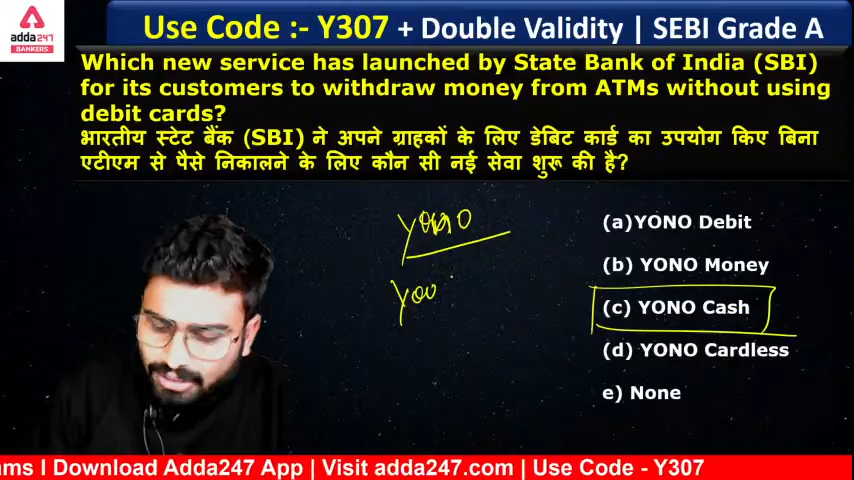 adda247
BANKERS
Use Code :- Y307 + Double Validity | SEBI Grade A
Which new service has launched by State Bank of India (SBI)
for its customers to withdraw money from ATMs without using
debit cards?
भारतीय स्टेट बैंक (SBI) ने अपने ग्राहकों के लिए डेबिट कार्ड का उपयोग किए बिना
एटीएम से पैसे निकालने के लिए कौन सी नई सेवा शुरू की है?
(a)YONO Debit
(b) YONO Money
(c) YONO Cash
(d) YONO Cardless
e) None
ams I Download Adda247 App | Visit adda247.com | Use Code - Y307